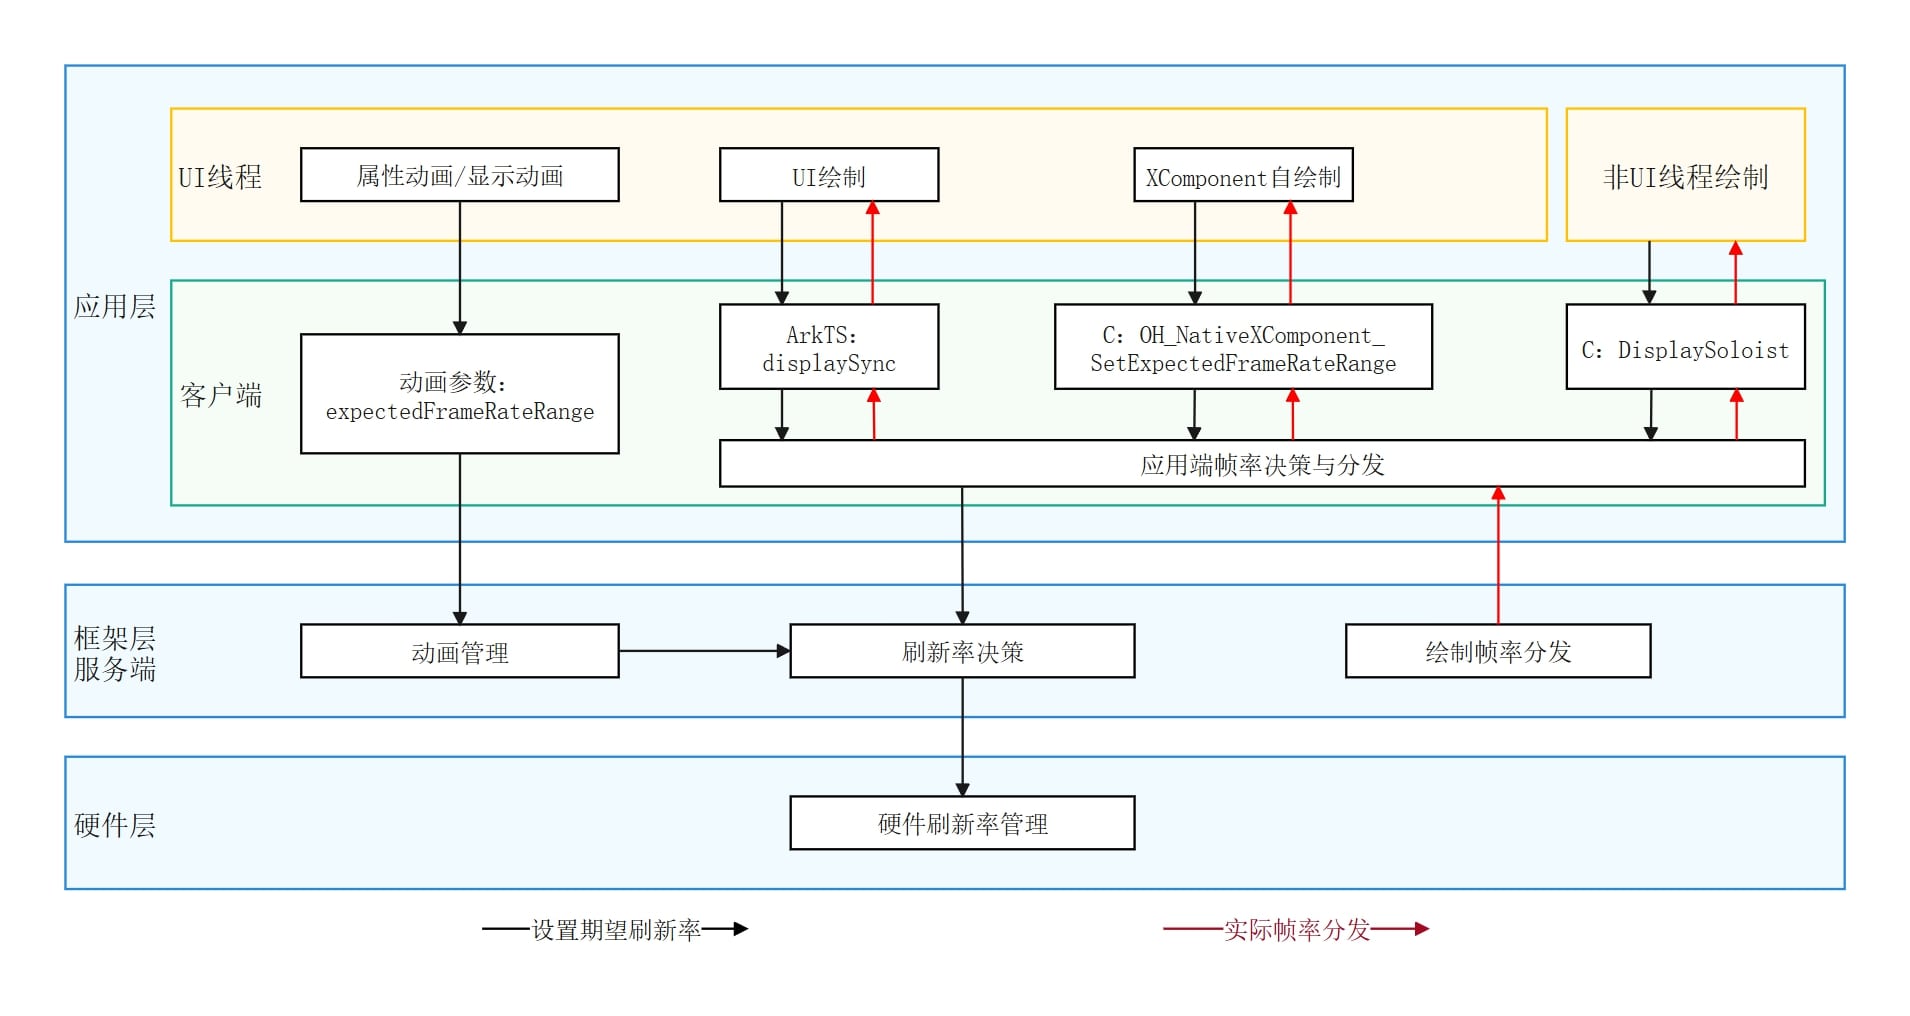 UI线程
属性动画/显示动画
UI绘制
XComponent自绘制
非UI线程绘制
应用层
客户端
动画参数：
expectedFrameRateRange
ArkTS：
displaySync
C：OH_NativeXComponent_
SetExpectedFrameRateRange
C：DisplaySoloist
应用端帧率决策与分发
框架层
服务端
动画管理
刷新率决策
绘制帧率分发
硬件层
硬件刷新率管理
设置期望刷新率
实际帧率分发